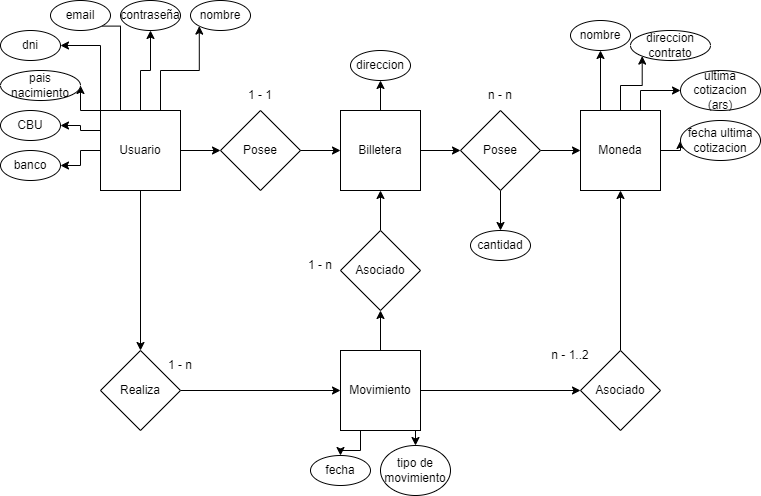 email
contraseña
nombre
dni
pais
nacimiento
CBU
banco
Usuario
1 - 1
Posee
direccion
Billetera
n - n
Posee
cantidad
nombre
direccion
contrato
ultima
cotizacion
(ars)
fecha ultima
cotizacion
Moneda
1 - n
Asociado
1 - n
Realiza
Movimiento
n - 1..2
Asociado
fecha
tipo de
movimiento